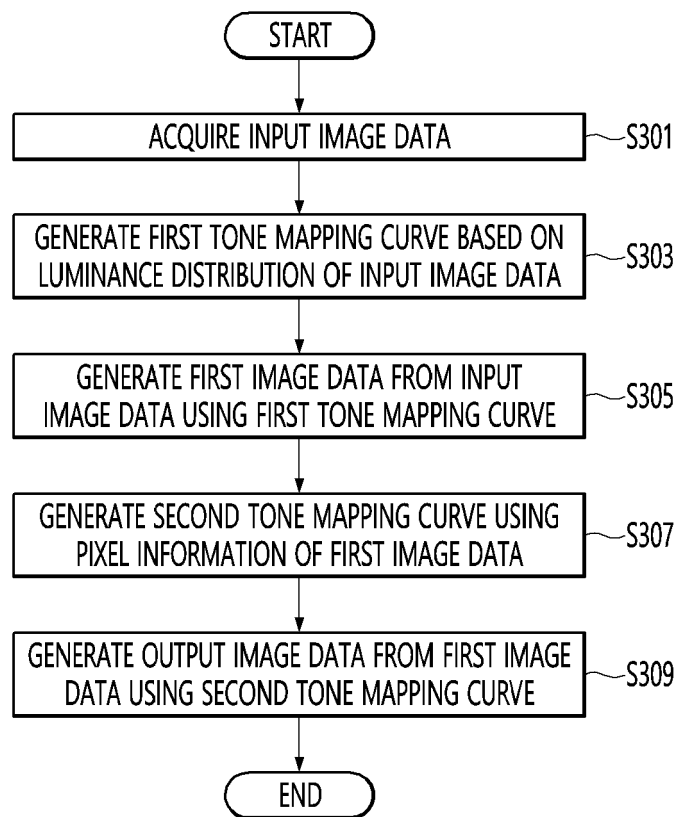 START
ACQUIRE INPUT IMAGE DATA
S301
GENERATE FIRST TONE MAPPING CURVE BASED ON
LUMINANCE DISTRIBUTION OF INPUT IMAGE DATA
S303
GENERATE FIRST IMAGE DATA FROM INPUT
IMAGE DATA USING FIRST TONE MAPPING CURVE
S305
GENERATE SECOND TONE MAPPING CURVE USING
PIXEL INFORMATION OF FIRST IMAGE DATA
S307
GENERATE OUTPUT IMAGE DATA FROM FIRST IMAGE
DATA USING SECOND TONE MAPPING CURVE
S309
END